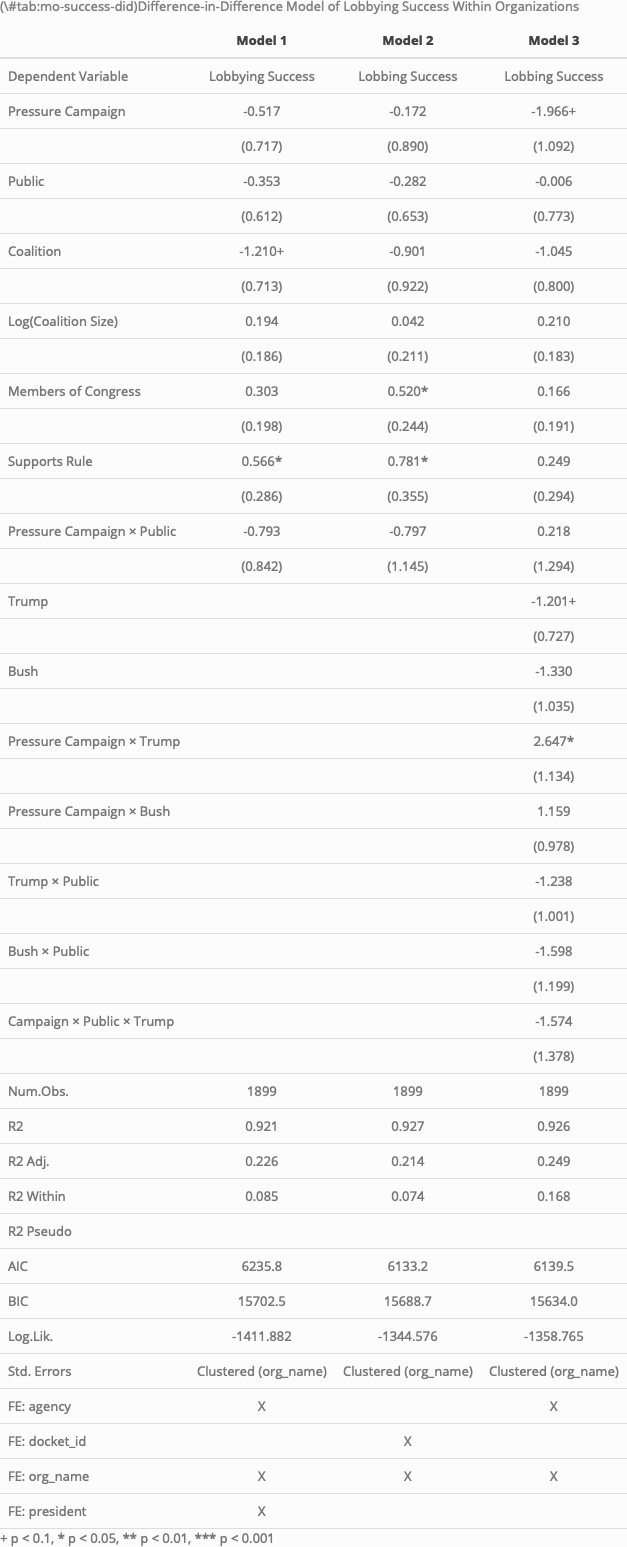 (\#tab:mo-success-did)Difference-in-Difference Model of Lobbying Success Within Organizations
Model 1 Model 2 Model 3
Dependent Variable Lobbying Success Lobbing Success Lobbing Success
Pressure Campaign -0.517 -0.172 -1.966+
(0.717) (0.890) (1.092)
Public -0.353 -0.282 -0.006
(0.612) (0.653) (0.773)
Coalition -1.210+ -0.901 -1.045
(0.713) (0.922) (0.800)
Log(Coalition Size) 0.194 0.042 0.210
(0.186) (0.211) (0.183)
Members of Congress 0.303 0.520* 0.166
(0.198) (0.244) (0.191)
Supports Rule 0.566* 0.781* 0.249
(0.286) (0.355) (0.294)
Pressure Campaign × Public -0.793 -0.797 0.218
(0.842) (1.145) (1.294)
Trump -1.201+
(0.727)
Bush -1.330
(1.035)
Pressure Campaign × Trump 2.647*
(1.134)
Pressure Campaign × Bush 1.159
(0.978)
Trump × Public -1.238
(1.001)
Bush × Public -1.598
(1.199)
Campaign × Public × Trump -1.574
(1.378)
Num.Obs. 1899 1899 1899
R2 0.921 0.927 0.926
R2 Adj. 0.226 0.214 0.249
R2 Within 0.085 0.074 0.168
R2 Pseudo
AIC 6235.8 6133.2 6139.5
BIC 15702.5 15688.7 15634.0
Log.Lik. -1411.882 -1344.576 -1358.765
Std. Errors Clustered (org_name) Clustered (org_name) Clustered (org_name)
FE: agency X X
FE: docket_id X
FE: org_name X X X
FE: president X
+ p < 0.1, * p < 0.05, ** p < 0.01, *** p < 0.001